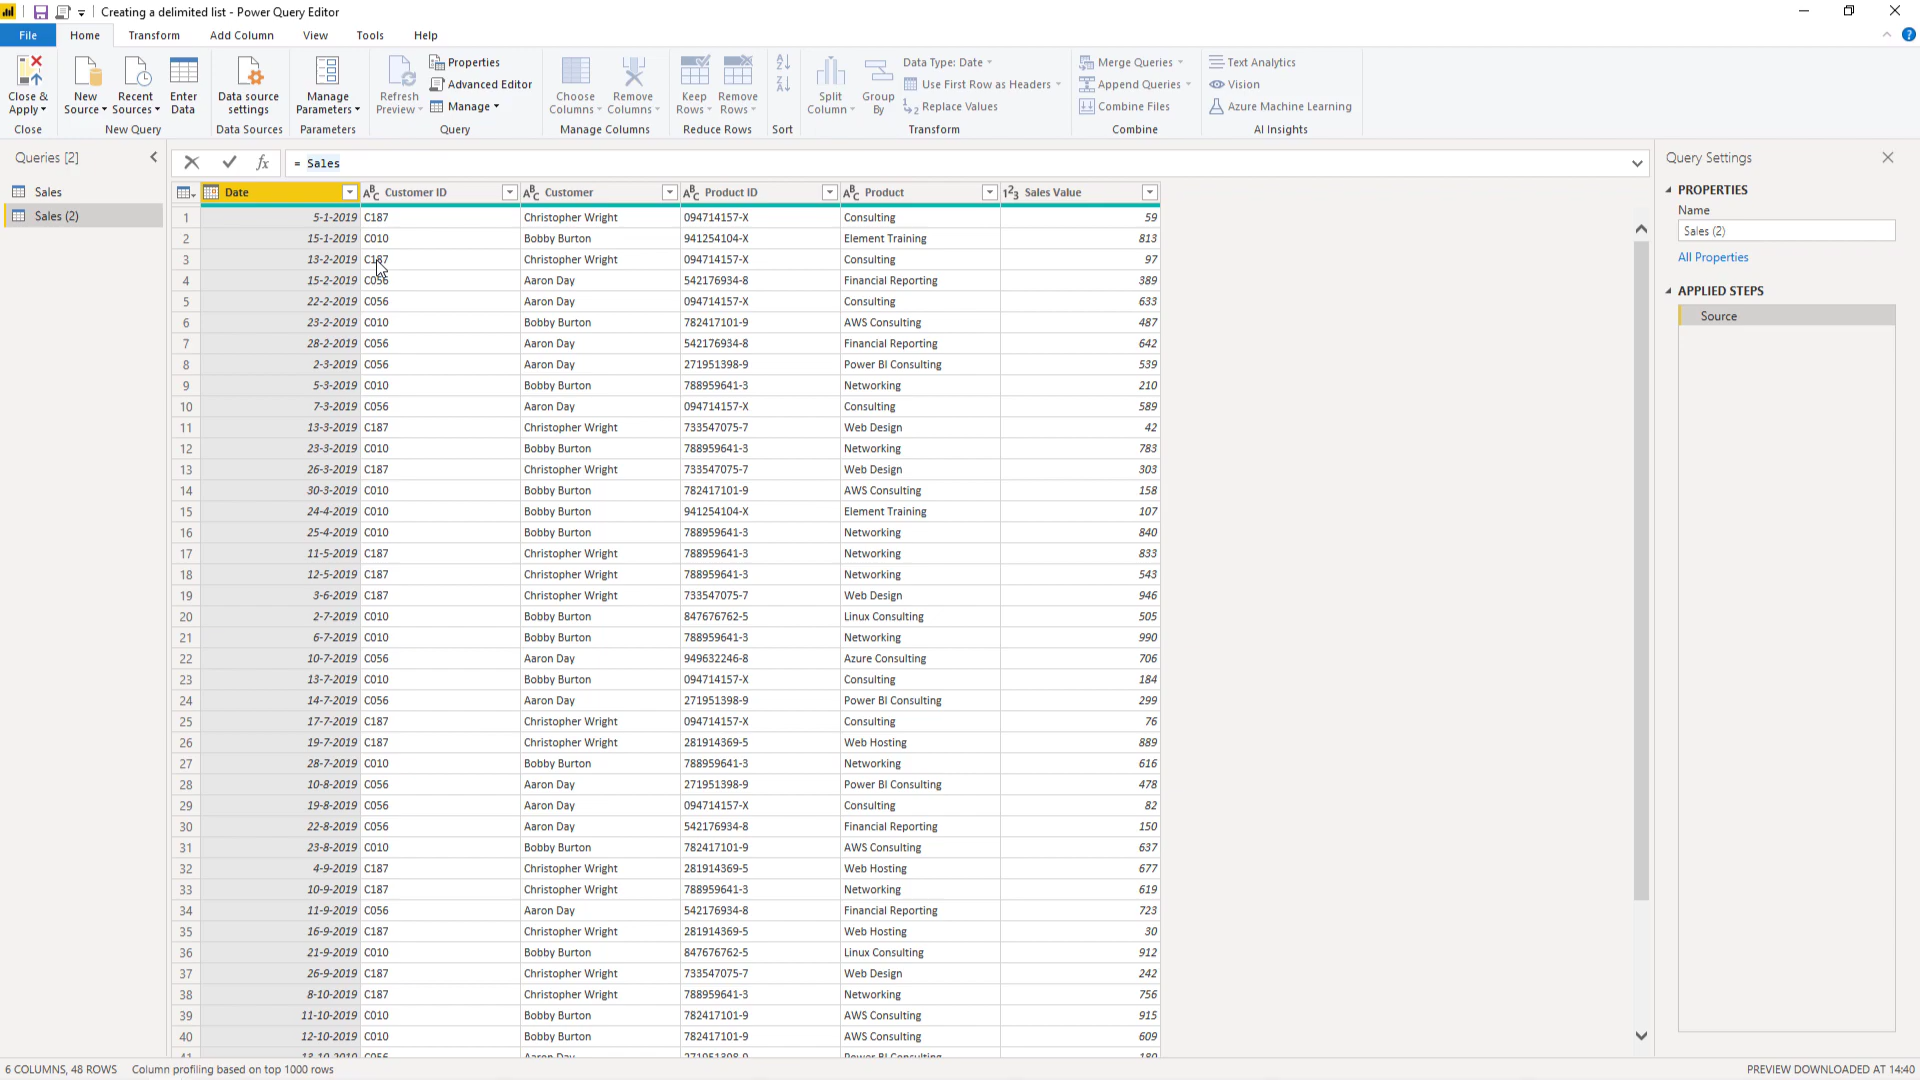 Creating a delimited list - Power Query Editor
File Home Transform Add Column View Tools Help
Close & Apply
New Source
Recent Sources
Enter Data
Data source settings
Manage Parameters
Refresh Preview
Properties
Advanced Editor
Manage
Choose Columns
Remove Columns
Keep Rows
Remove Rows
Split Column
Group By
Data Type: Date
Use First Row as Headers
Replace Values
Merge Queries
Append Queries
Combine Files
Text Analytics
Vision
Azure Machine Learning
Close New Query Data Sources Parameters Query Manage Columns Reduce Rows Sort Transform Combine AI Insights
Queries [2]
Sales
Sales (2)
= Sales
Date Customer ID Customer Product ID Product Sales Value
1 5-1-2019 C187 Christopher Wright 094714157-X Consulting 59
2 15-1-2019 C010 Bobby Burton 941254104-X Element Training 813
3 13-2-2019 C187 Christopher Wright 094714157-X Consulting 97
4 15-2-2019 C056 Aaron Day 542176934-8 Financial Reporting 389
5 22-2-2019 C056 Aaron Day 094714157-X Consulting 633
6 23-2-2019 C010 Bobby Burton 782417101-9 AWS Consulting 487
7 28-2-2019 C056 Aaron Day 542176934-8 Financial Reporting 642
8 2-3-2019 C056 Aaron Day 271951398-9 Power BI Consulting 539
9 5-3-2019 C010 Bobby Burton 788959641-3 Networking 210
10 7-3-2019 C056 Aaron Day 094714157-X Consulting 589
11 13-3-2019 C187 Christopher Wright 733547075-7 Web Design 42
12 23-3-2019 C010 Bobby Burton 788959641-3 Networking 783
13 26-3-2019 C187 Christopher Wright 733547075-7 Web Design 303
14 30-3-2019 C010 Bobby Burton 782417101-9 AWS Consulting 158
15 24-4-2019 C010 Bobby Burton 941254104-X Element Training 107
16 25-4-2019 C010 Bobby Burton 788959641-3 Networking 840
17 11-5-2019 C187 Christopher Wright 788959641-3 Networking 833
18 12-5-2019 C187 Christopher Wright 788959641-3 Networking 543
19 3-6-2019 C187 Christopher Wright 733547075-7 Web Design 946
20 2-7-2019 C010 Bobby Burton 847676762-5 Linux Consulting 505
21 6-7-2019 C010 Bobby Burton 788959641-3 Networking 990
22 10-7-2019 C056 Aaron Day 949632246-8 Azure Consulting 706
23 13-7-2019 C010 Bobby Burton 094714157-X Consulting 184
24 14-7-2019 C056 Aaron Day 271951398-9 Power BI Consulting 299
25 17-7-2019 C187 Christopher Wright 094714157-X Consulting 76
26 19-7-2019 C187 Christopher Wright 281914369-5 Web Hosting 889
27 28-7-2019 C010 Bobby Burton 788959641-3 Networking 616
28 10-8-2019 C056 Aaron Day 271951398-9 Power BI Consulting 478
29 19-8-2019 C056 Aaron Day 094714157-X Consulting 82
30 22-8-2019 C056 Aaron Day 542176934-8 Financial Reporting 150
31 23-8-2019 C010 Bobby Burton 782417101-9 AWS Consulting 637
32 4-9-2019 C187 Christopher Wright 281914369-5 Web Hosting 677
33 10-9-2019 C187 Christopher Wright 788959641-3 Networking 619
34 11-9-2019 C056 Aaron Day 542176934-8 Financial Reporting 723
35 16-9-2019 C187 Christopher Wright 281914369-5 Web Hosting 30
36 21-9-2019 C010 Bobby Burton 847676762-5 Linux Consulting 912
37 26-9-2019 C187 Christopher Wright 733547075-7 Web Design 242
38 8-10-2019 C187 Christopher Wright 788959641-3 Networking 756
39 11-10-2019 C010 Bobby Burton 782417101-9 AWS Consulting 915
40 12-10-2019 C010 Bobby Burton 782417101-9 AWS Consulting 609
Query Settings
PROPERTIES
Name
Sales (2)
All Properties
APPLIED STEPS
Source
6 COLUMNS, 48 ROWS Column profiling based on top 1000 rows
PREVIEW DOWNLOADED AT 14:40